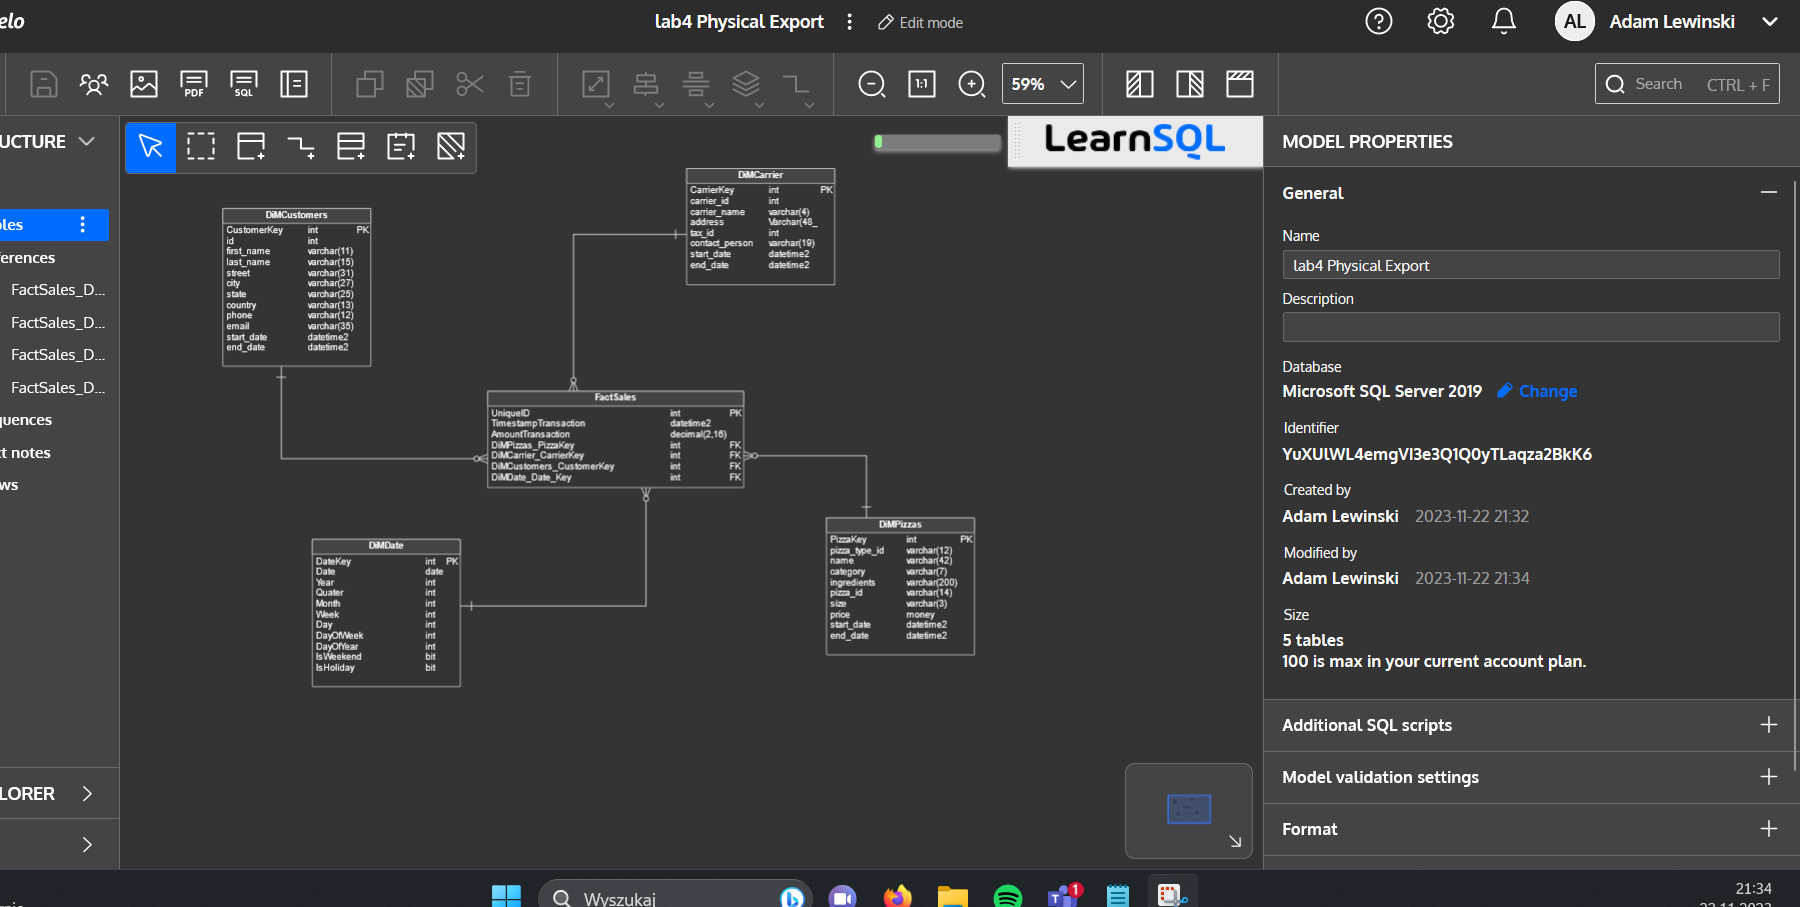 elo
lab4 Physical Export
Edit mode
AL
Adam Lewinski
PDF
SQL
1:1
59%
Search CTRL + F
UCTURE
les
erences
FactSales_D...
FactSales_D...
FactSales_D...
FactSales_D...
quences
t notes
ws
LORER
LearnSQL
DiMCarrier
CarrierKey int PK
carrier_id int
carrier_name varchar(4)
address Varchar(48_
tax_id int
contact_person varchar(19)
start_date datetime2
end_date datetime2
DiMCustomers
CustomerKey int PK
id int
first_name varchar(11)
last_name varchar(15)
street varchar(31)
city varchar(27)
state varchar(25)
country varchar(13)
phone varchar(12)
email varchar(35)
start_date datetime2
end_date datetime2
FactSales
UniqueID int PK
TimestampTransaction datetime2
AmountTransaction decimal(2,16)
DiMPizzas_PizzaKey int FK
DiMCarrier_CarrierKey int FK
DiMCustomers_CustomerKey int FK
DiMDate_Date_Key int FK
DiMDate
DateKey int PK
Date date
Year int
Quater int
Month int
Week int
Day int
DayOfWeek int
DayOfYear int
IsWeekend bit
IsHoliday bit
DiMPizzas
PizzaKey int PK
pizza_type_id varchar(12)
name varchar(42)
category varchar(7)
ingredients varchar(200)
pizza_id varchar(14)
size varchar(3)
price money
start_date datetime2
end_date datetime2
MODEL PROPERTIES
General
Name
lab4 Physical Export
Description
Database
Microsoft SQL Server 2019 Change
Identifier
YuXUlWL4emgVI3e3Q1Q0yTLaqza2BkK6
Created by
Adam Lewinski 2023-11-22 21:32
Modified by
Adam Lewinski 2023-11-22 21:34
Size
5 tables
100 is max in your current account plan.
Additional SQL scripts
Model validation settings
Format
Wyszukaj
1
21:34